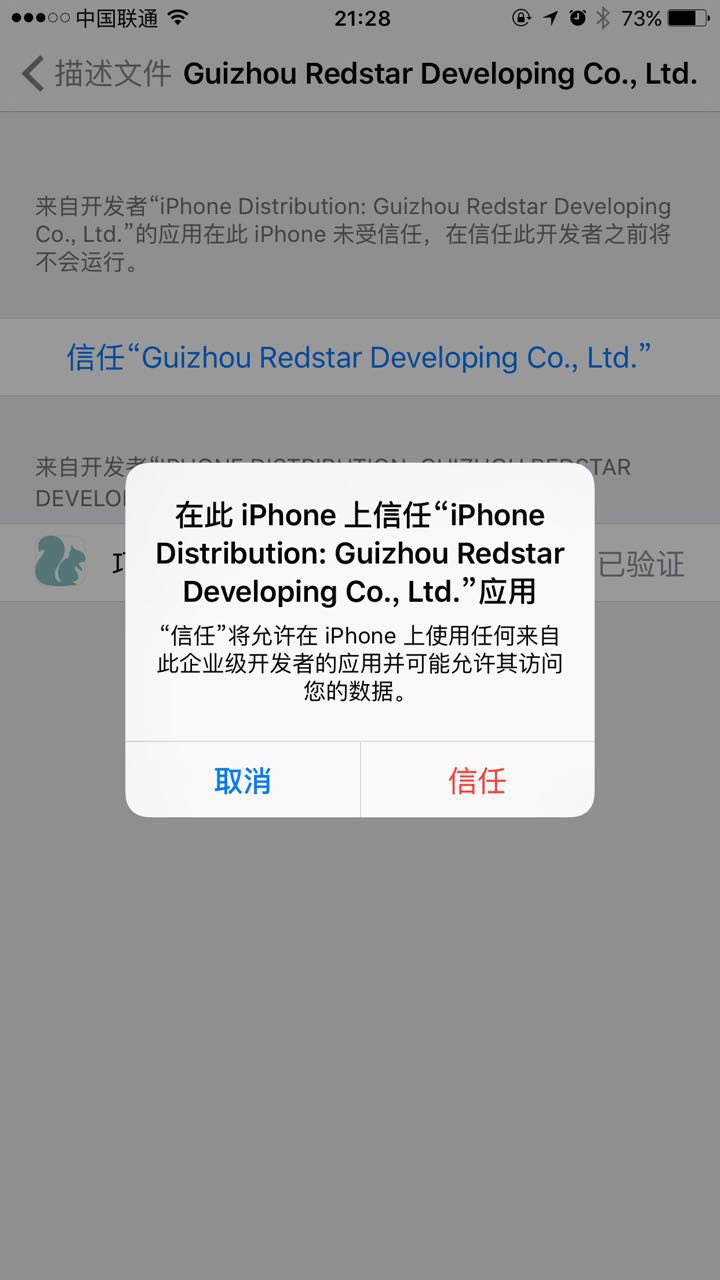 中国联通
21:28
73%
描述文件
Guizhou Redstar Developing Co., Ltd.
来自开发者“iPhone Distribution: Guizhou Redstar Developing
Co., Ltd.”的应用在此 iPhone 未受信任，在信任此开发者之前将
不会运行。
信任“Guizhou Redstar Developing Co., Ltd.”
来自开发者“IPHONE DISTRIBUTION: GUIZHOU REDSTAR
在此 iPhone 上信任“iPhone
Distribution: Guizhou Redstar
Developing Co., Ltd.”应用
“信任”将允许在 iPhone 上使用任何来自
此企业级开发者的应用并可能允许其访问
您的数据。
已验证
取消
信任